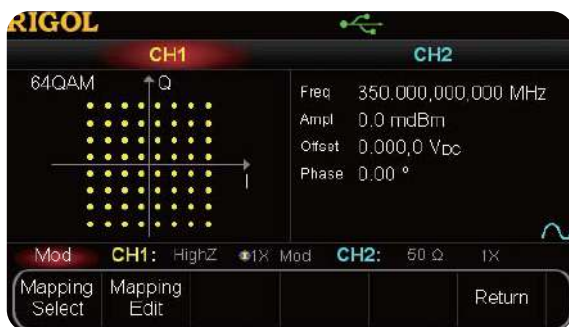 RIGOL
CH1 CH2
64QAM Q
I
Freq 350.000,000,000 MHz
Ampl 0.0 mdBm
Offset 0.000,0 VDC
Phase 0.00 °
Mod CH1: HighZ 1X Mod CH2: 50 Ω 1X
Mapping Select
Mapping Edit
Return